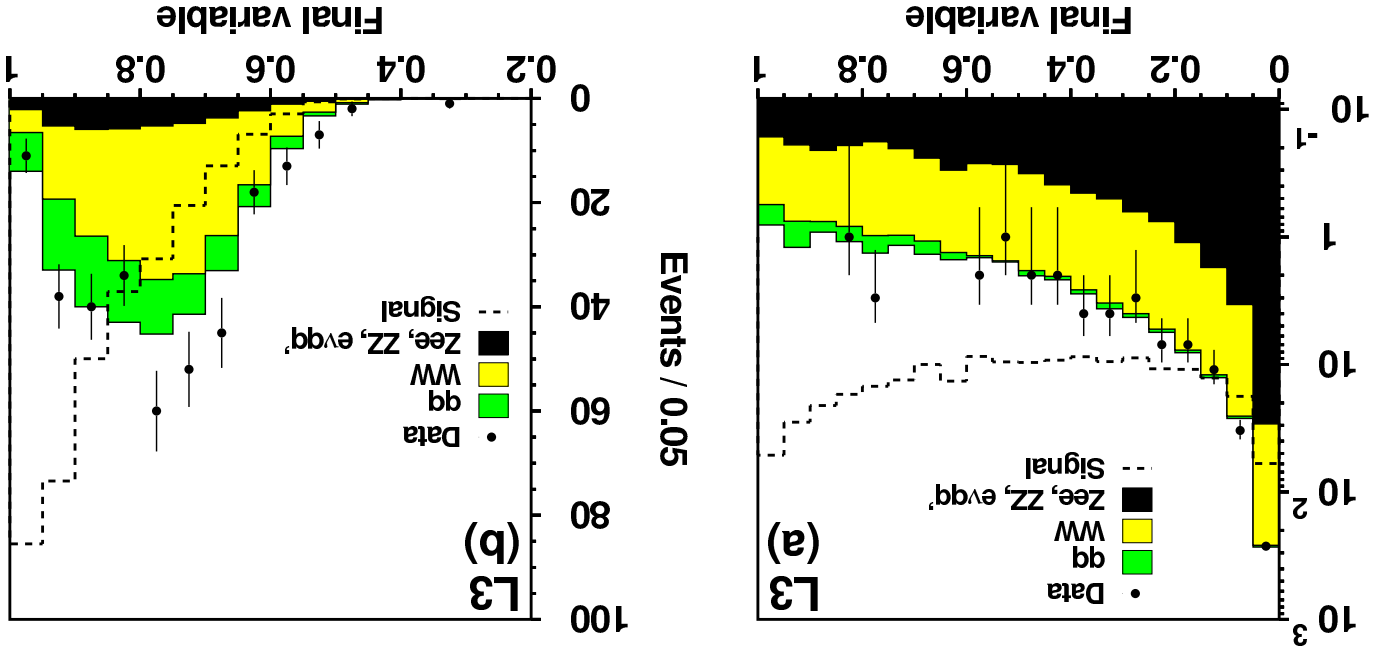 10³
10²
10
1
10⁻¹
L3
(a)
Data
qq
WW
Zee, ZZ, eνqq'
Signal
0 0.2 0.4 0.6 0.8 1
Final variable
Events / 0.05
100
80
60
40
20
0
L3
(b)
Data
qq
WW
Zee, ZZ, eνqq'
Signal
0.2 0.4 0.6 0.8 1
Final variable